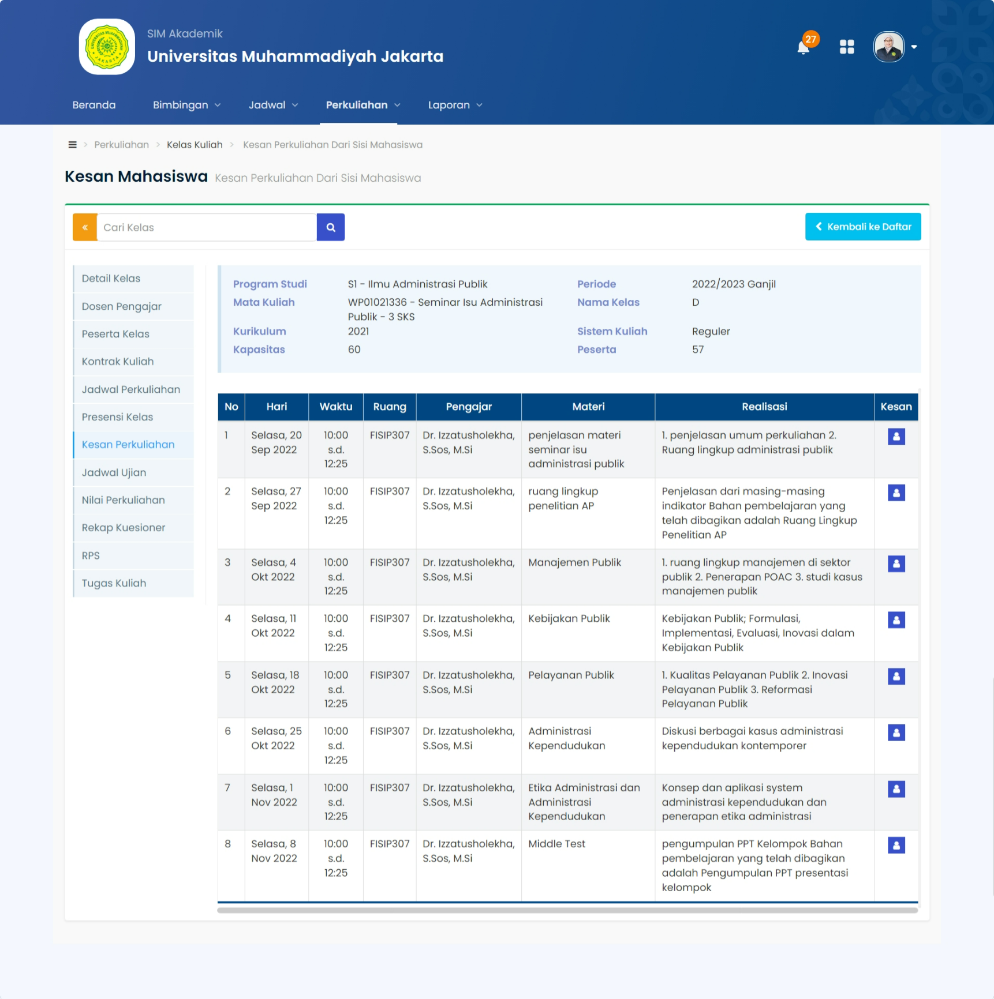 SIM Akademik
Universitas Muhammadiyah Jakarta
27
Beranda Bimbingan Jadwal Perkuliahan Laporan
> Perkuliahan > Kelas Kuliah > Kesan Perkuliahan Dari Sisi Mahasiswa
Kesan Mahasiswa Kesan Perkuliahan Dari Sisi Mahasiswa
« Cari Kelas
Kembali ke Daftar
Detail Kelas
Dosen Pengajar
Peserta Kelas
Kontrak Kuliah
Jadwal Perkuliahan
Presensi Kelas
Kesan Perkuliahan
Jadwal Ujian
Nilai Perkuliahan
Rekap Kuesioner
RPS
Tugas Kuliah
Program Studi S1 - Ilmu Administrasi Publik Periode 2022/2023 Ganjil
Mata Kuliah WP01021336 - Seminar Isu Administrasi Nama Kelas D
Publik - 3 SKS
Kurikulum 2021 Sistem Kuliah Reguler
Kapasitas 60 Peserta 57
No Hari Waktu Ruang Pengajar Materi Realisasi Kesan
1 Selasa, 20 10:00 FISIP307 Dr. Izzatusholekha, penjelasan materi 1. penjelasan umum perkuliahan 2.
Sep 2022 s.d. S.Sos, M.Si seminar isu Ruang lingkup administrasi publik
12:25 administrasi publik
2 Selasa, 27 10:00 FISIP307 Dr. Izzatusholekha, ruang lingkup Penjelasan dari masing-masing
Sep 2022 s.d. S.Sos, M.Si penelitian AP indikator Bahan pembelajaran yang
12:25 telah dibagikan adalah Ruang Lingkup
Penelitian AP
3 Selasa, 4 10:00 FISIP307 Dr. Izzatusholekha, Manajemen Publik 1. ruang lingkup manajemen di sektor
Okt 2022 s.d. S.Sos, M.Si publik 2. Penerapan POAC 3. studi kasus
12:25 manajemen publik
4 Selasa, 11 10:00 FISIP307 Dr. Izzatusholekha, Kebijakan Publik Kebijakan Publik; Formulasi,
Okt 2022 s.d. S.Sos, M.Si Implementasi, Evaluasi, Inovasi dalam
12:25 Kebijakan Publik
5 Selasa, 18 10:00 FISIP307 Dr. Izzatusholekha, Pelayanan Publik 1. Kualitas Pelayanan Publik 2. Inovasi
Okt 2022 s.d. S.Sos, M.Si Pelayanan Publik 3. Reformasi
12:25 Pelayanan Publik
6 Selasa, 25 10:00 FISIP307 Dr. Izzatusholekha, Administrasi Diskusi berbagai kasus administrasi
Okt 2022 s.d. S.Sos, M.Si Kependudukan kependudukan kontemporer
12:25
7 Selasa, 1 10:00 FISIP307 Dr. Izzatusholekha, Etika Administrasi dan Konsep dan aplikasi system
Nov 2022 s.d. S.Sos, M.Si Administrasi administrasi kependudukan dan
12:25 Kependudukan penerapan etika administrasi
8 Selasa, 8 10:00 FISIP307 Dr. Izzatusholekha, Middle Test pengumpulan PPT Kelompok Bahan
Nov 2022 s.d. S.Sos, M.Si pembelajaran yang telah dibagikan
12:25 adalah Pengumpulan PPT presentasi
kelompok